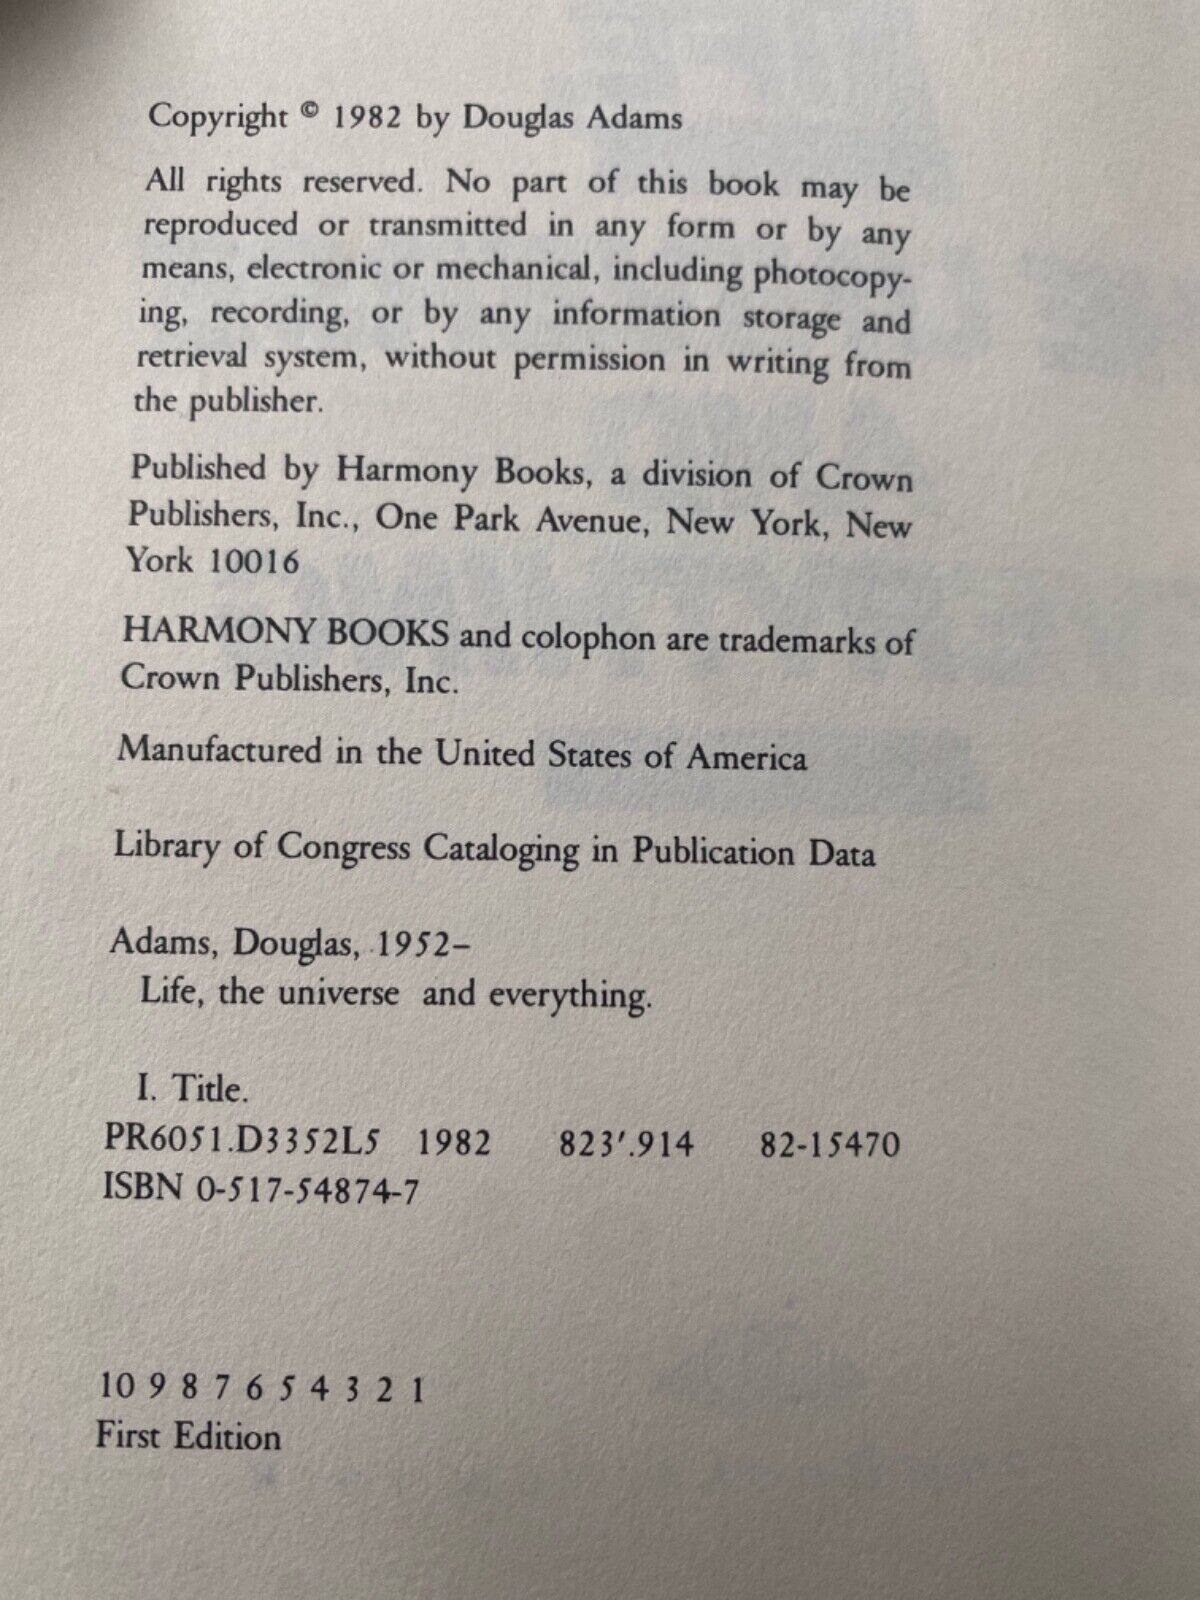 Copyright © 1982 by Douglas Adams
All rights reserved. No part of this book may be
reproduced or transmitted in any form or by any
means, electronic or mechanical, including photocopy-
ing, recording, or by any information storage and
retrieval system, without permission in writing from
the publisher.
Published by Harmony Books, a division of Crown
Publishers, Inc., One Park Avenue, New York, New
York 10016
HARMONY BOOKS and colophon are trademarks of
Crown Publishers, Inc.
Manufactured in the United States of America
Library of Congress Cataloging in Publication Data
Adams, Douglas, 1952–
Life, the universe and everything.
I. Title.
PR6051.D3352L5 1982 823′.914 82-15470
ISBN 0-517-54874-7
10 9 8 7 6 5 4 3 2 1
First Edition